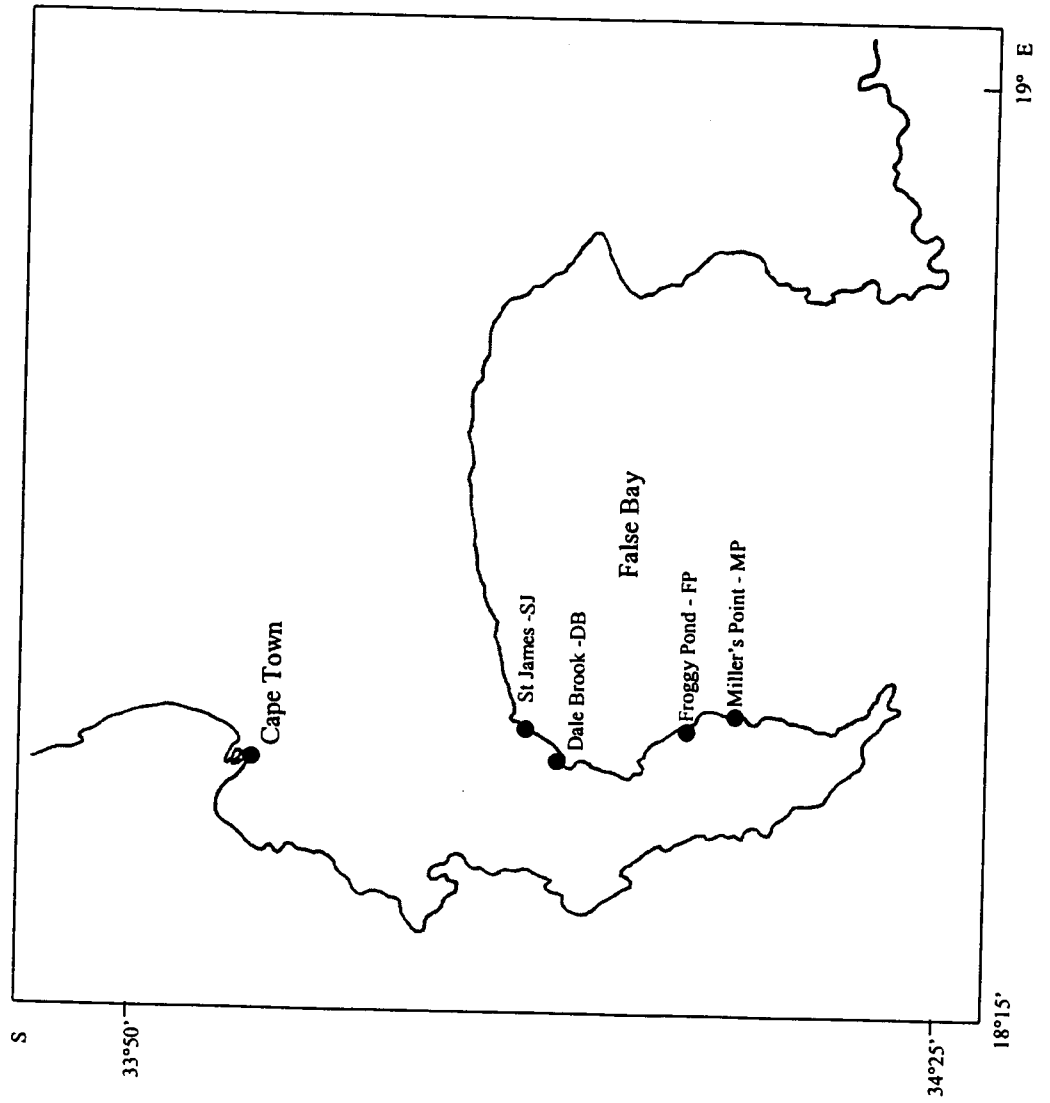 S
33°50'
Cape Town
St James -SJ
Dale Brook -DB
False Bay
Froggy Pond - FP
Miller's Point - MP
34°25'
18°15'
19° E